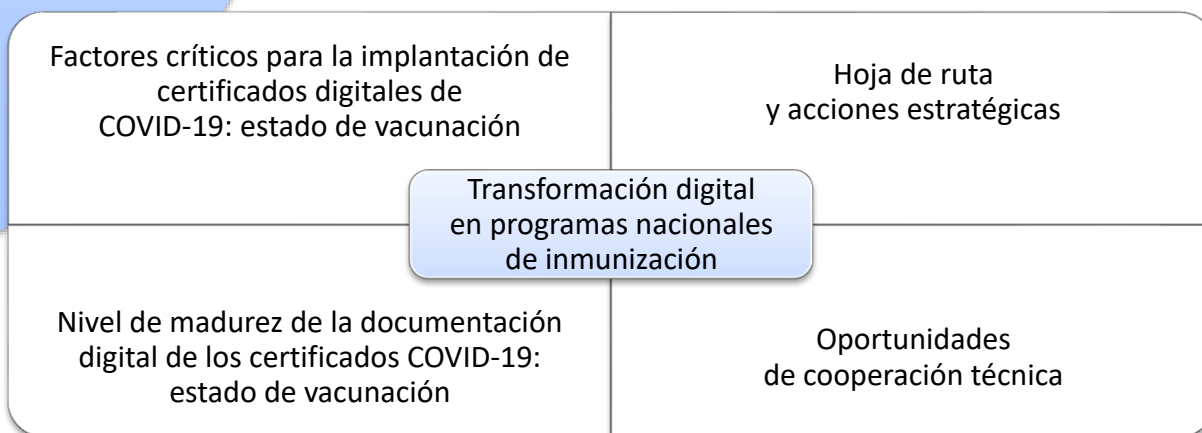 Factores críticos para la implantación de
certificados digitales de
COVID-19: estado de vacunación
Hoja de ruta
y acciones estratégicas
Transformación digital
en programas nacionales
de inmunización
Nivel de madurez de la documentación
digital de los certificados COVID-19:
estado de vacunación
Oportunidades
de cooperación técnica